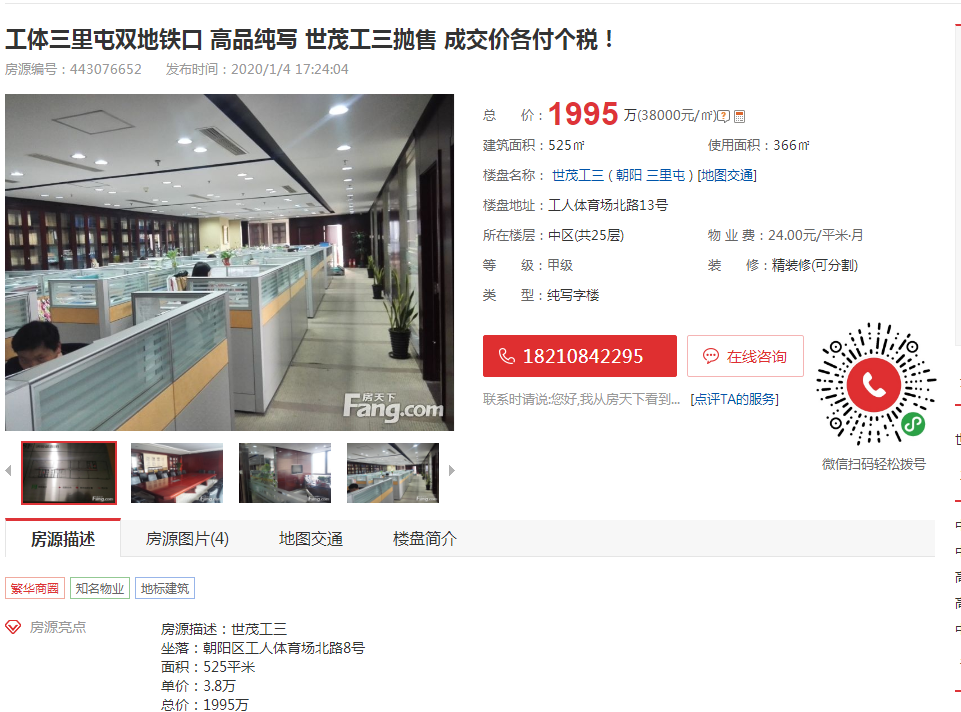 工体三里屯双地铁口 高品纯写 世茂工三抛售 成交价各付个税！
房源编号：443076652 发布时间：2020/1/4 17:24:04
总 价：1995 万(38000元/㎡)
建筑面积：525㎡ 使用面积：366㎡
楼盘名称： 世茂工三 ( 朝阳 三里屯 ) [地图交通]
楼盘地址：工人体育场北路13号
所在楼层：中区(共25层) 物 业 费：24.00元/平米·月
等 级：甲级 装 修：精装修(可分割)
类 型：纯写字楼
18210842295 在线咨询
联系时请说:您好,我从房天下看到... [点评TA的服务]
微信扫码轻松拨号
房天下
Fang.com
房源描述 房源图片(4) 地图交通 楼盘简介
繁华商圈 知名物业 地标建筑
房源亮点
房源描述：世茂工三
坐落：朝阳区工人体育场北路8号
面积：525平米
单价：3.8万
总价：1995万